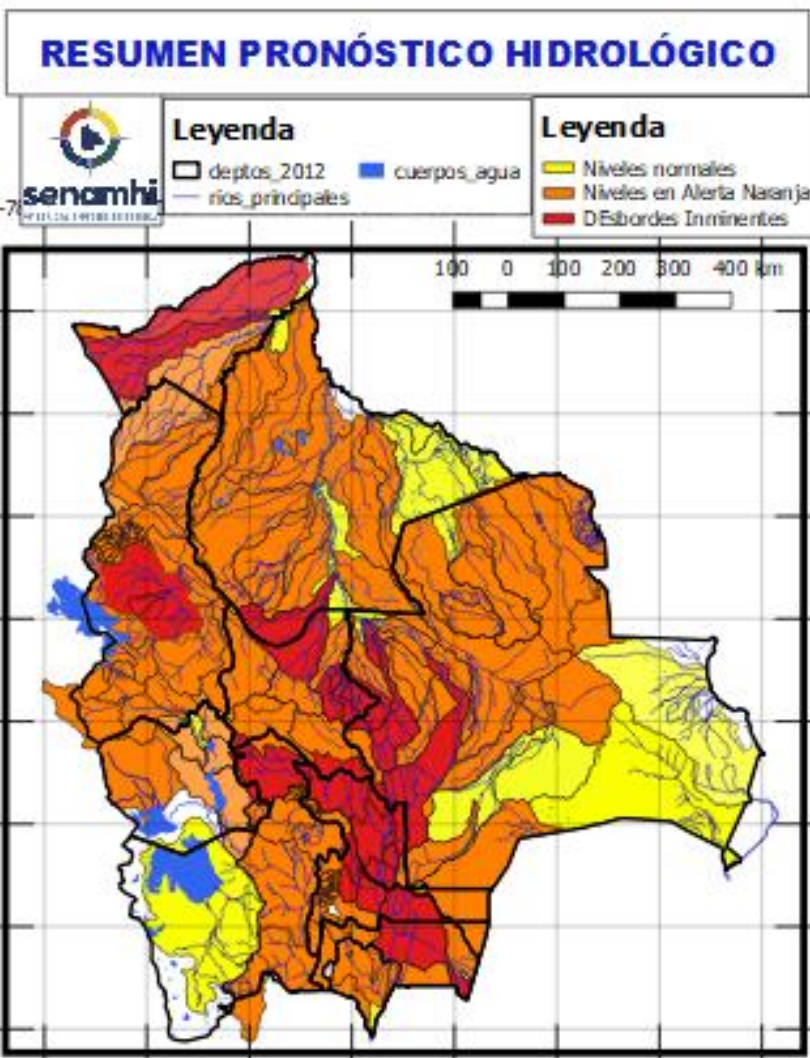 RESUMEN PRONÓSTICO HIDROLÓGICO
senamhi
Leyenda
deptos_2012
cuerpos_agua
rios_principales
Leyenda
Niveles normales
Niveles en Alerta Naranja
DEsbordes Inminentes
100 0 100 200 300 400 km